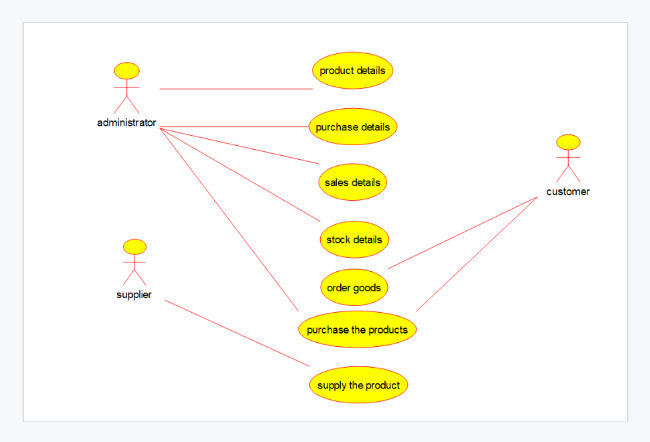 product details
administrator
purchase details
sales details
customer
stock details
order goods
supplier
purchase the products
supply the product